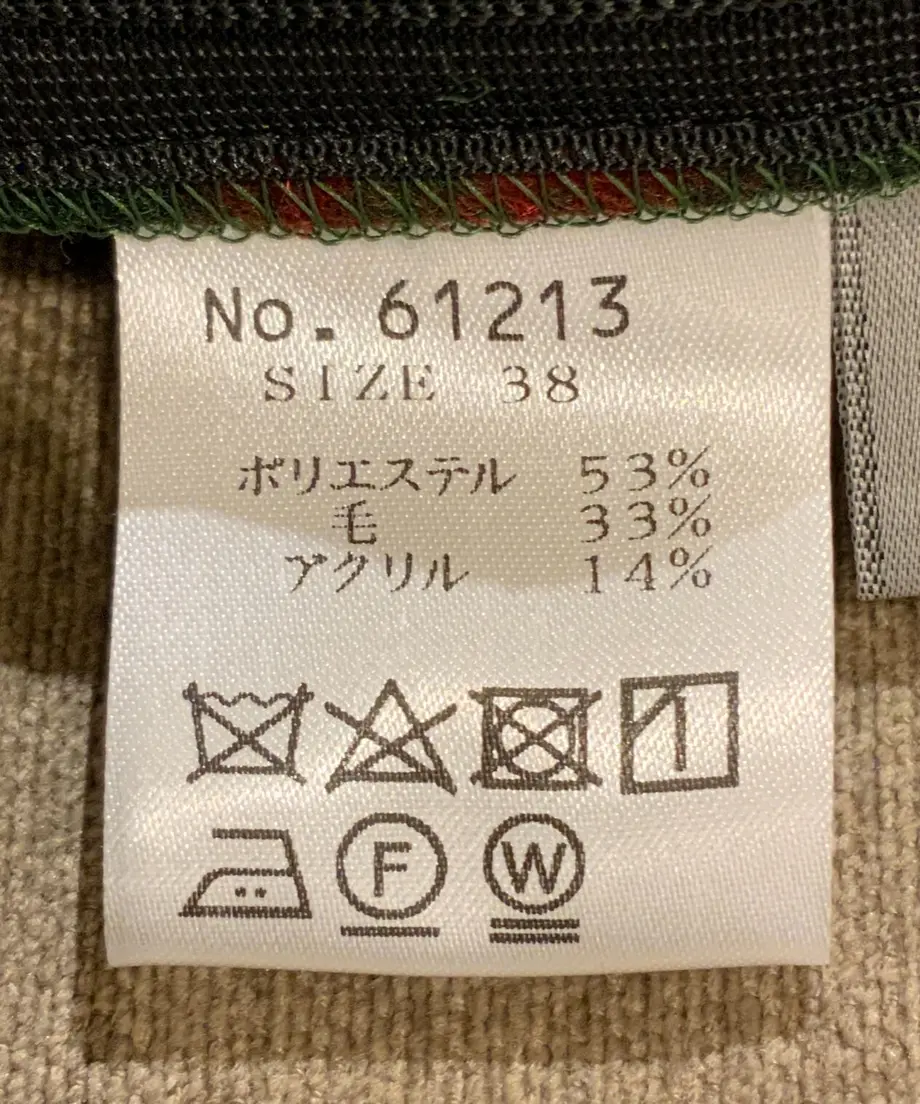 No. 61213
SIZE 38
ポリエステル 53%
毛 33%
アクリル 14%
F
W